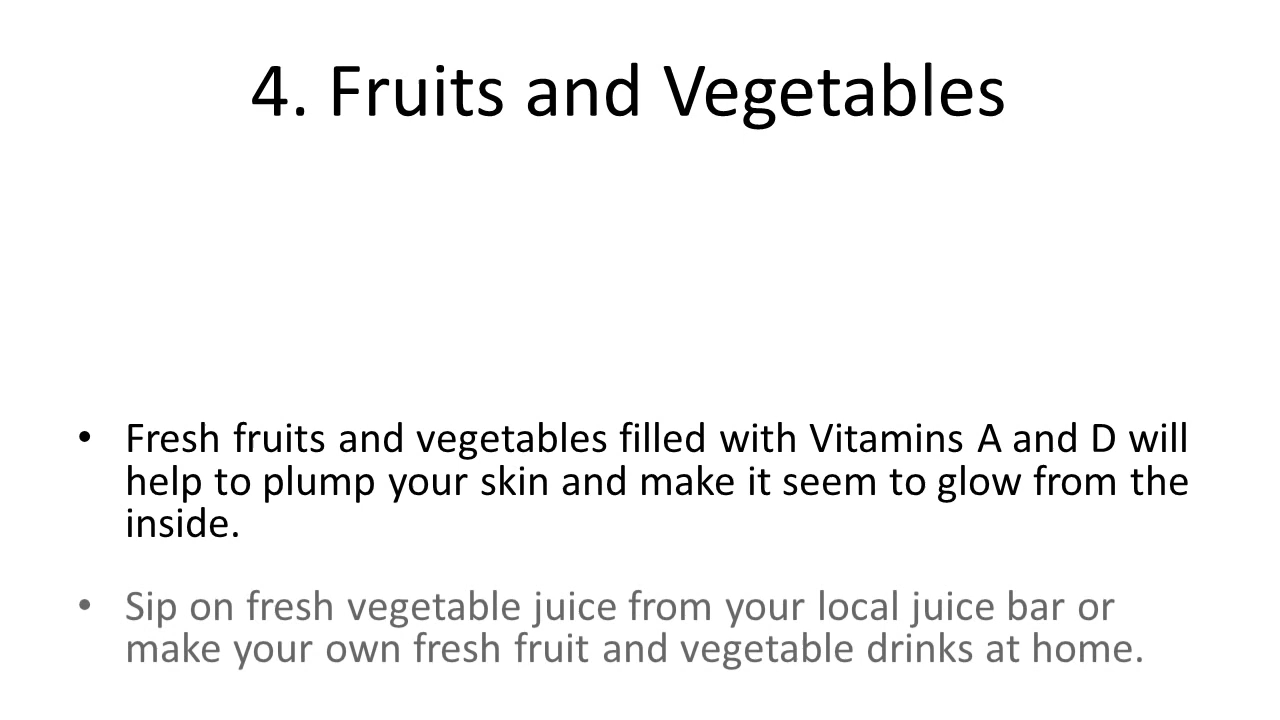 4. Fruits and Vegetables
• Fresh fruits and vegetables filled with Vitamins A and D will
help to plump your skin and make it seem to glow from the
inside.
• Sip on fresh vegetable juice from your local juice bar or
make your own fresh fruit and vegetable drinks at home.